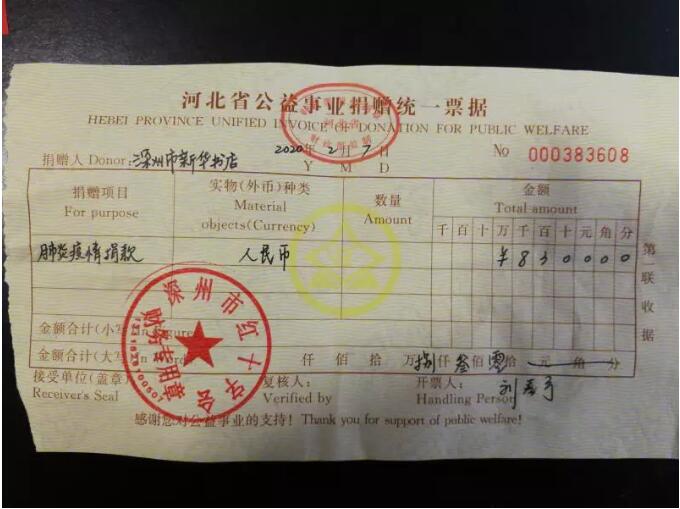 河北省公益事业捐赠统一票据
HEBEI PROVINCE UNIFIED INVOICE OF DONATION FOR PUBLIC WELFARE
捐赠人 Donor: 深州市新华书店 2020年2月7日 No 000383608
Y M D
捐赠项目 实物(外币)种类 数量 金额
For purpose Material Amount Total amount
objects(Currency) 千百十万千百十元角分
肺炎疫情捐款 人民币 ¥830000
第一联收据
金额合计(小写)In Figure
金额合计(大写)In Words 仟佰拾万捌仟叁佰零拾元角分
接受单位(盖章) 复核人: 开票人:
Receiver's Seal Verified by Handling Person
感谢您对公益事业的支持! Thank you for support of public welfare!
深州市红十字会
财务专用章